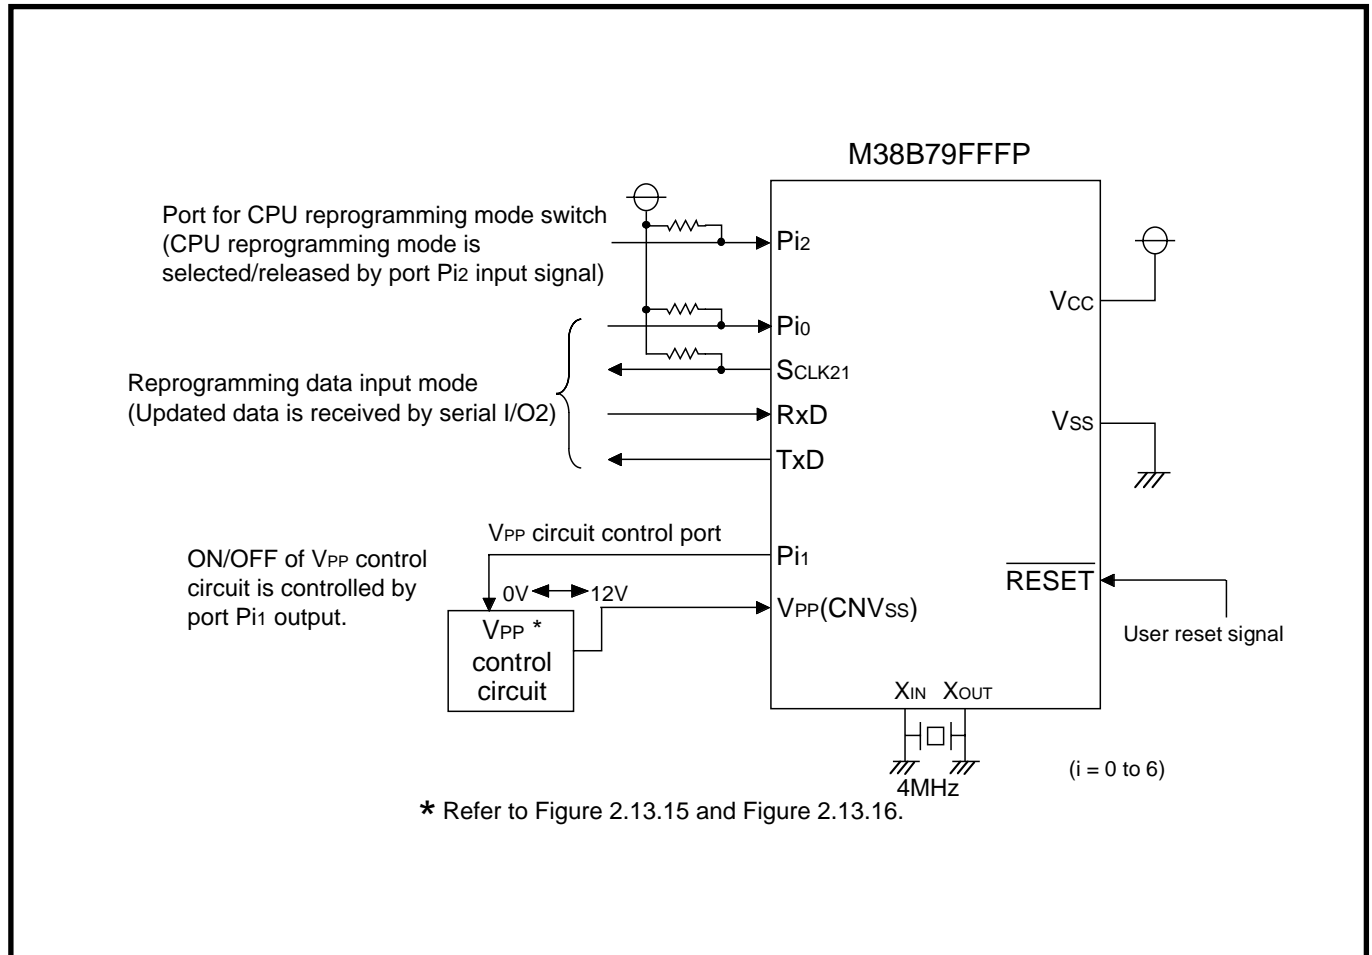 M38B79FFFP
Port for CPU reprogramming mode switch
(CPU reprogramming mode is
selected/released by port Pi2 input signal)
Pi2
VCC
Pi0
SCLK21
Reprogramming data input mode
(Updated data is received by serial I/O2)
RxD
VSS
TxD
VPP circuit control port
Pi1
ON/OFF of VPP control
circuit is controlled by
port Pi1 output.
RESET
0V 12V
VPP(CNVSS)
VPP *
control
circuit
User reset signal
XIN XOUT
4MHz
(i = 0 to 6)
* Refer to Figure 2.13.15 and Figure 2.13.16.